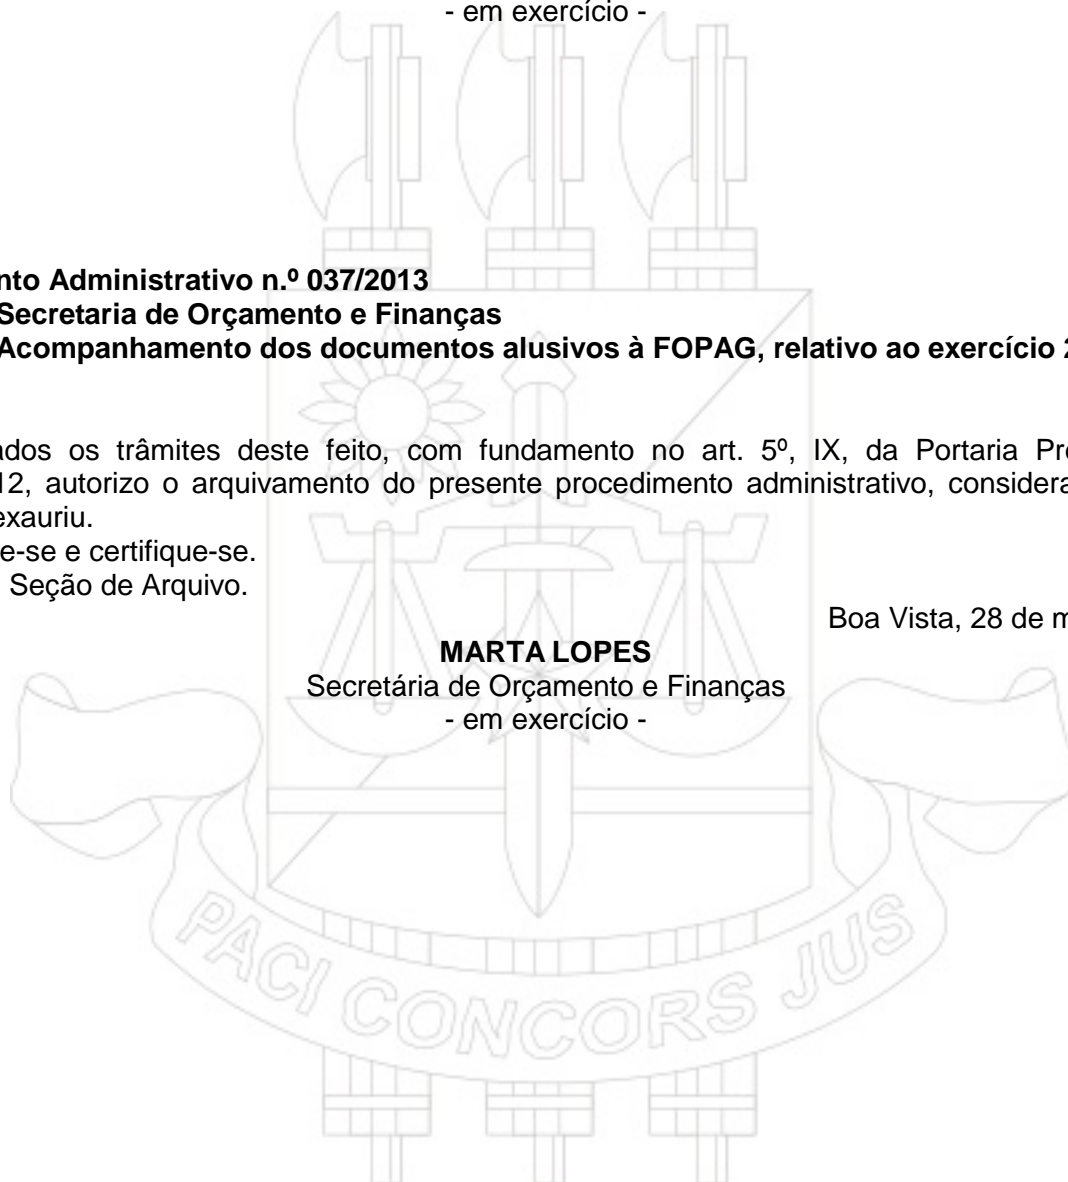 - em exercício -
nto Administrativo n.º 037/2013
Secretaria de Orçamento e Finanças
Acompanhamento dos documentos alusivos à FOPAG, relativo ao exercício 2
ados os trâmites deste feito, com fundamento no art. 5º, IX, da Portaria Pre
12, autorizo o arquivamento do presente procedimento administrativo, considera
exauriu.
e-se e certifique-se.
Seção de Arquivo.
Boa Vista, 28 de m
MARTA LOPES
Secretária de Orçamento e Finanças
- em exercício -
PACI CONCORS JUS